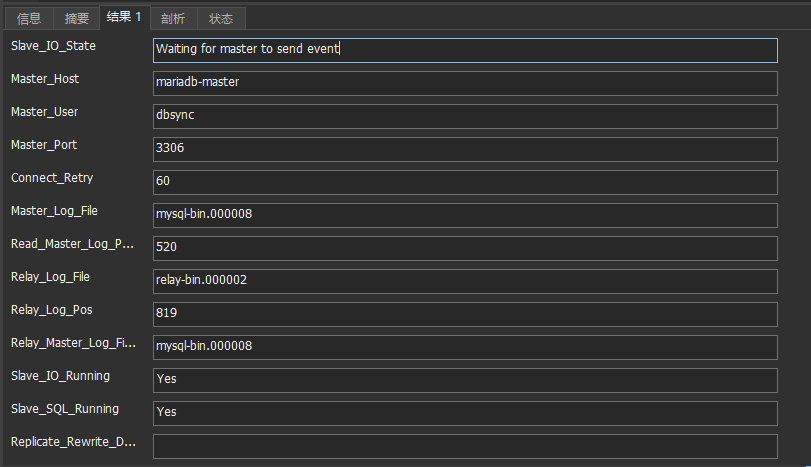 信息 摘要 结果 1 剖析 状态
Slave_IO_State Waiting for master to send event
Master_Host mariadb-master
Master_User dbsync
Master_Port 3306
Connect_Retry 60
Master_Log_File mysql-bin.000008
Read_Master_Log_P... 520
Relay_Log_File relay-bin.000002
Relay_Log_Pos 819
Relay_Master_Log_Fi... mysql-bin.000008
Slave_IO_Running Yes
Slave_SQL_Running Yes
Replicate_Rewrite_D...